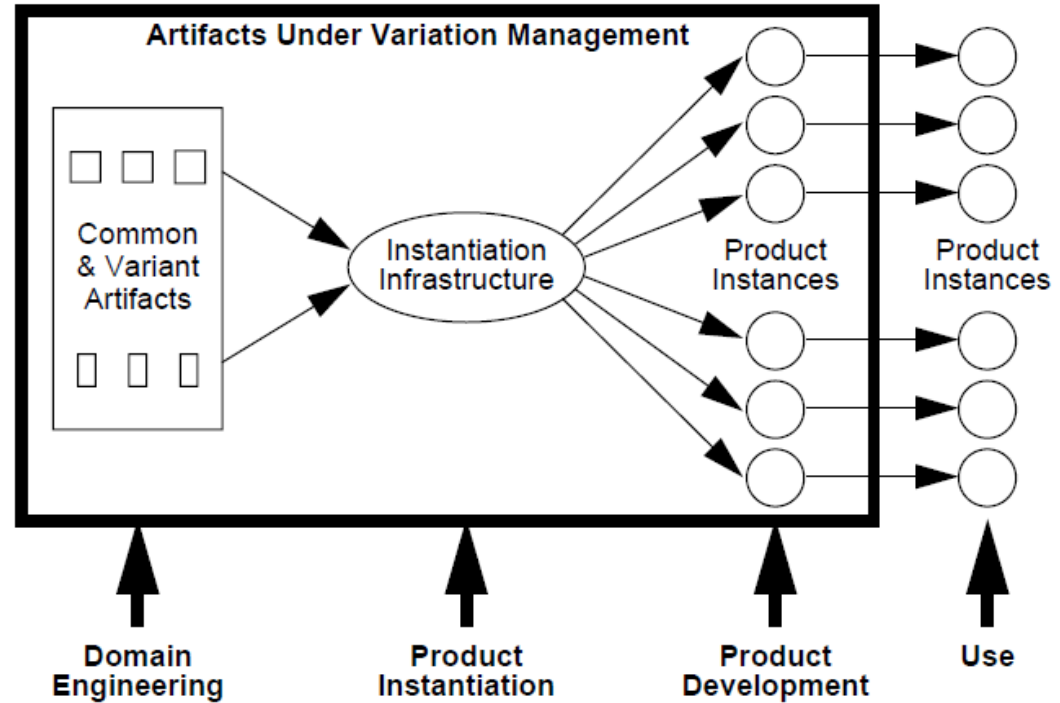 Artifacts Under Variation Management
Common
& Variant
Artifacts
Instantiation
Infrastructure
Product
Instances
Product
Instances
Domain
Engineering
Product
Instantiation
Product
Development
Use